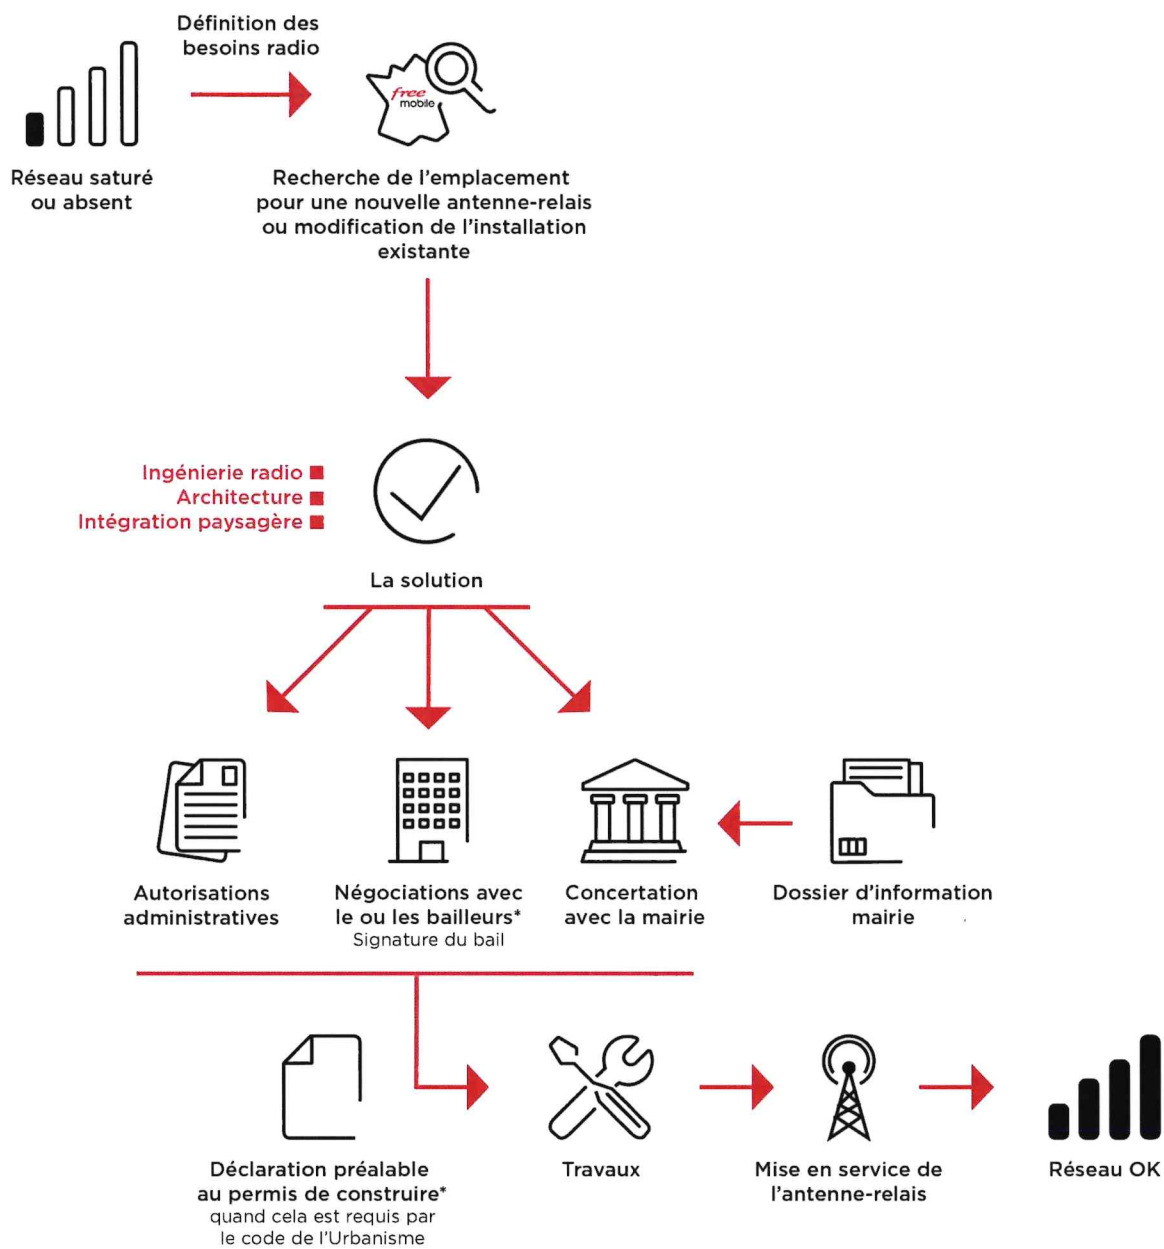 Définition des
besoins radio
free
mobile
Réseau saturé
ou absent
Recherche de l'emplacement
pour une nouvelle antenne-relais
ou modification de l'installation
existante
Ingénierie radio
Architecture
Intégration paysagère
La solution
Autorisations
administratives
Négociations avec
le ou les bailleurs*
Signature du bail
Concertation
avec la mairie
Dossier d'information
mairie
Déclaration préalable
au permis de construire*
quand cela est requis par
le code de l'Urbanisme
Travaux
Mise en service de
l'antenne-relais
Réseau OK